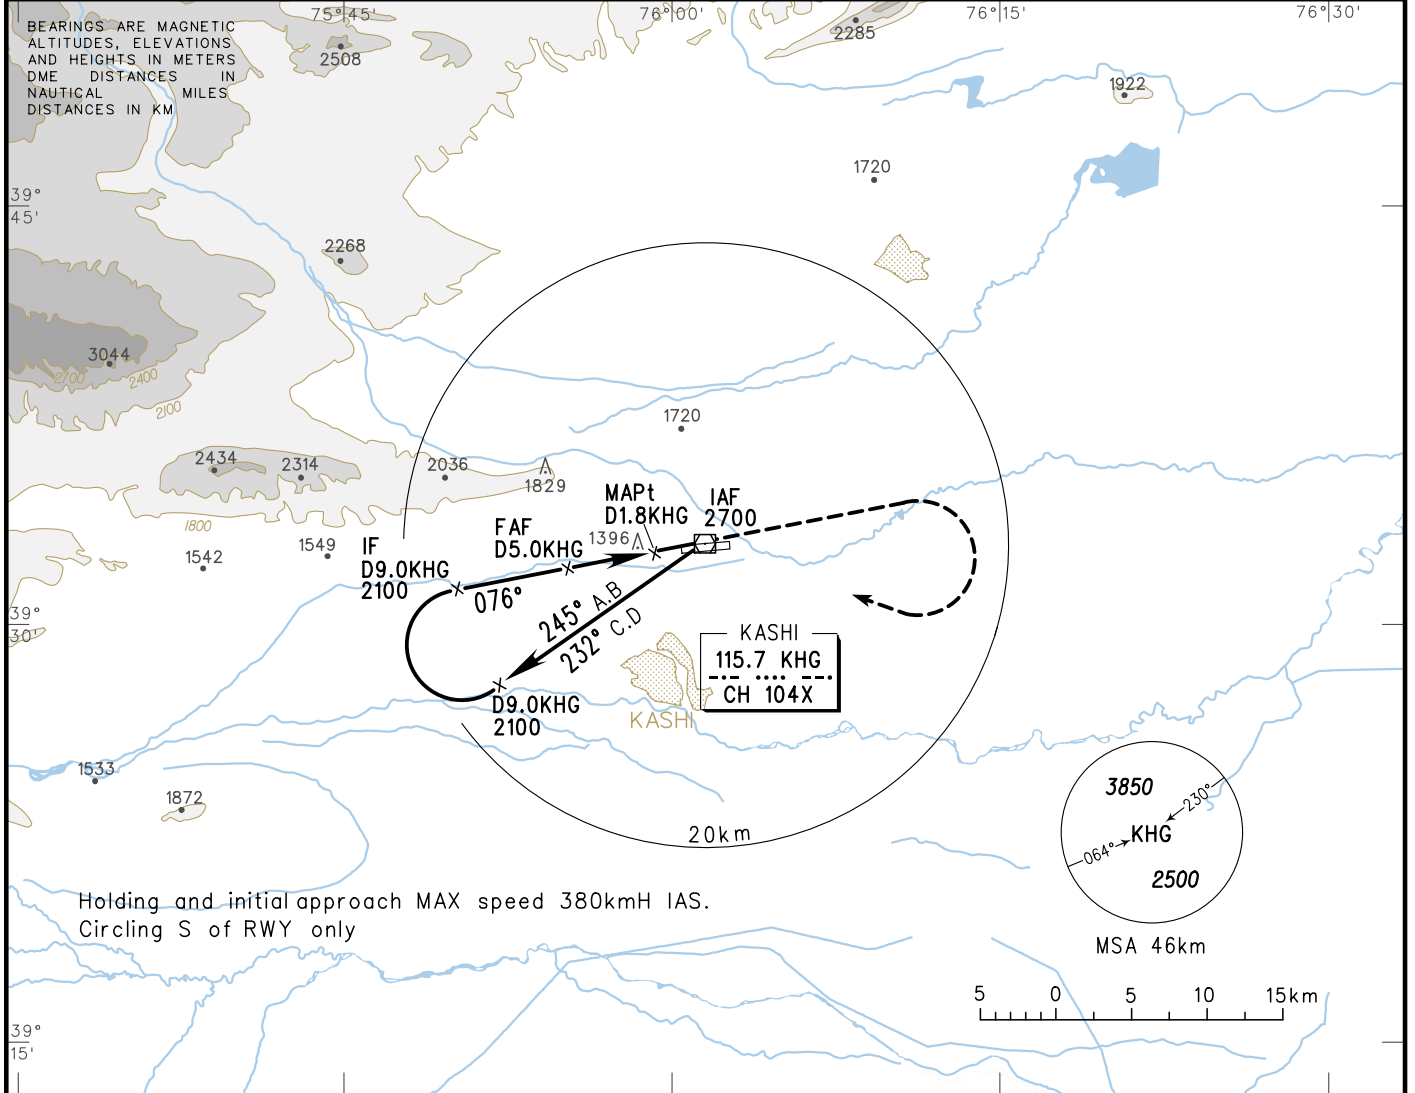 75°45'
76°00'
76°15'
76°30'
BEARINGS ARE MAGNETIC
ALTITUDES, ELEVATIONS
AND HEIGHTS IN METERS
DME DISTANCES IN
NAUTICAL MILES
DISTANCES IN KM
2508
2285
1922
1720
39°
45'
2268
3044
2700
2400
2100
1720
2434
2314
2036
1829
1800
1542
1549
MAPt
D1.8KHG
IAF
2700
FAF
D5.0KHG
1396
IF
D9.0KHG
2100
076°
245° A.B
232° C.D
39°
30'
KASHI
115.7 KHG
CH 104X
D9.0KHG
2100
KASHI
1533
1872
20km
3850
230°
KHG
064°
2500
MSA 46km
Holding and initial approach MAX speed 380kmH IAS.
Circling S of RWY only
5 0 5 10 15km
39°
15'